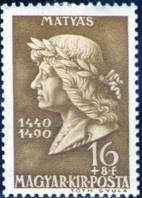 MÁTYÁS
1440
1490
16
+8·F
MAGYAR·KIR·POSTA
TÓTH GYULA